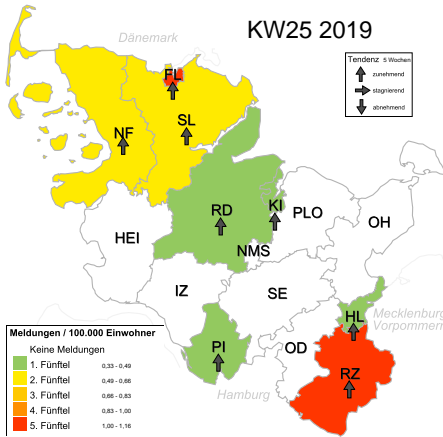 KW25 2019
Dänemark
Tendenz 5 Wochen
zunehmend
stagnierend
abnehmend
FL
SL
NF
RD
KI
PLO
OH
HEI
NMS
IZ
SE
HL
Mecklenburg
Vorpommern
PI
OD
RZ
Hamburg
Meldungen / 100.000 Einwohner
Keine Meldungen
1. Fünftel 0,33 - 0,49
2. Fünftel 0,49 - 0,66
3. Fünftel 0,66 - 0,83
4. Fünftel 0,83 - 1,00
5. Fünftel 1,00 - 1,16